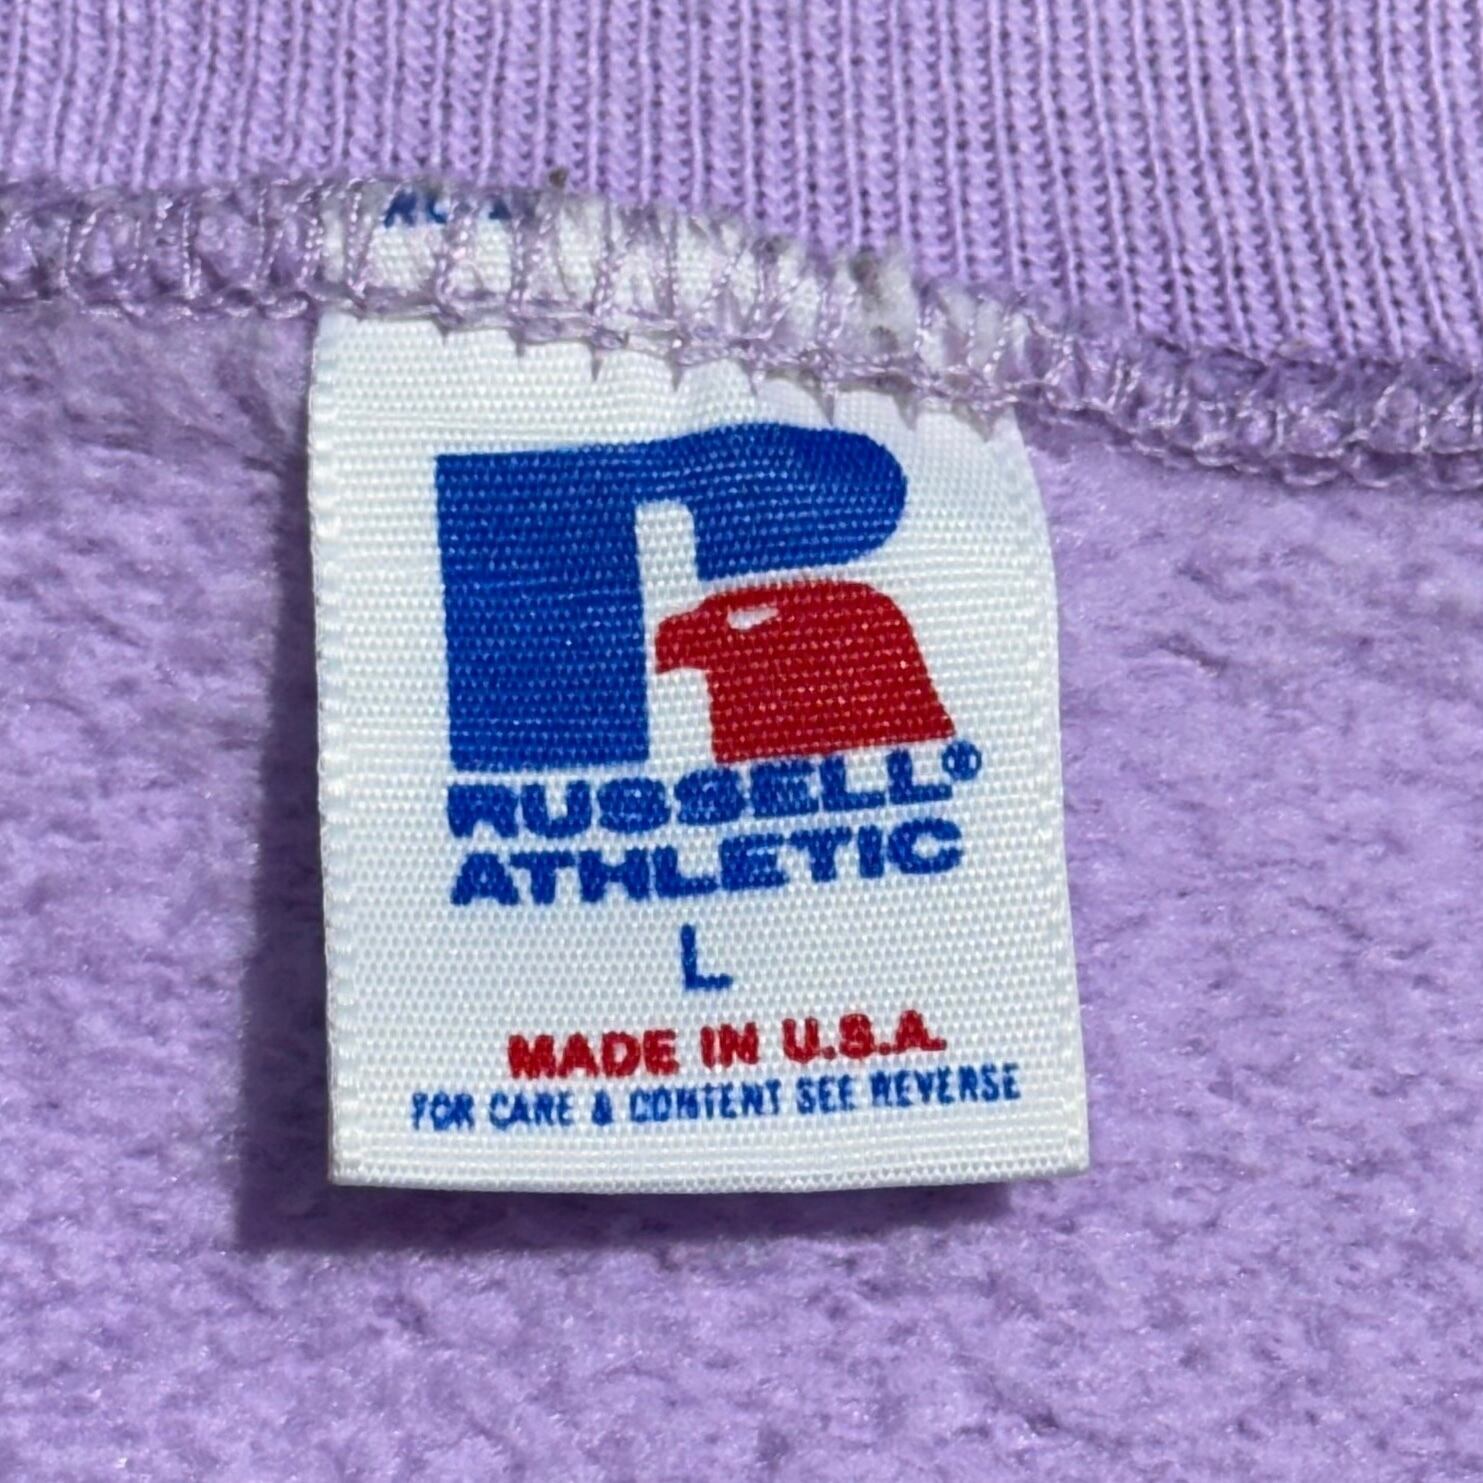 RUSSELL®
ATHLETIC
L
MADE IN U.S.A.
FOR CARE & CONTENT SEE REVERSE